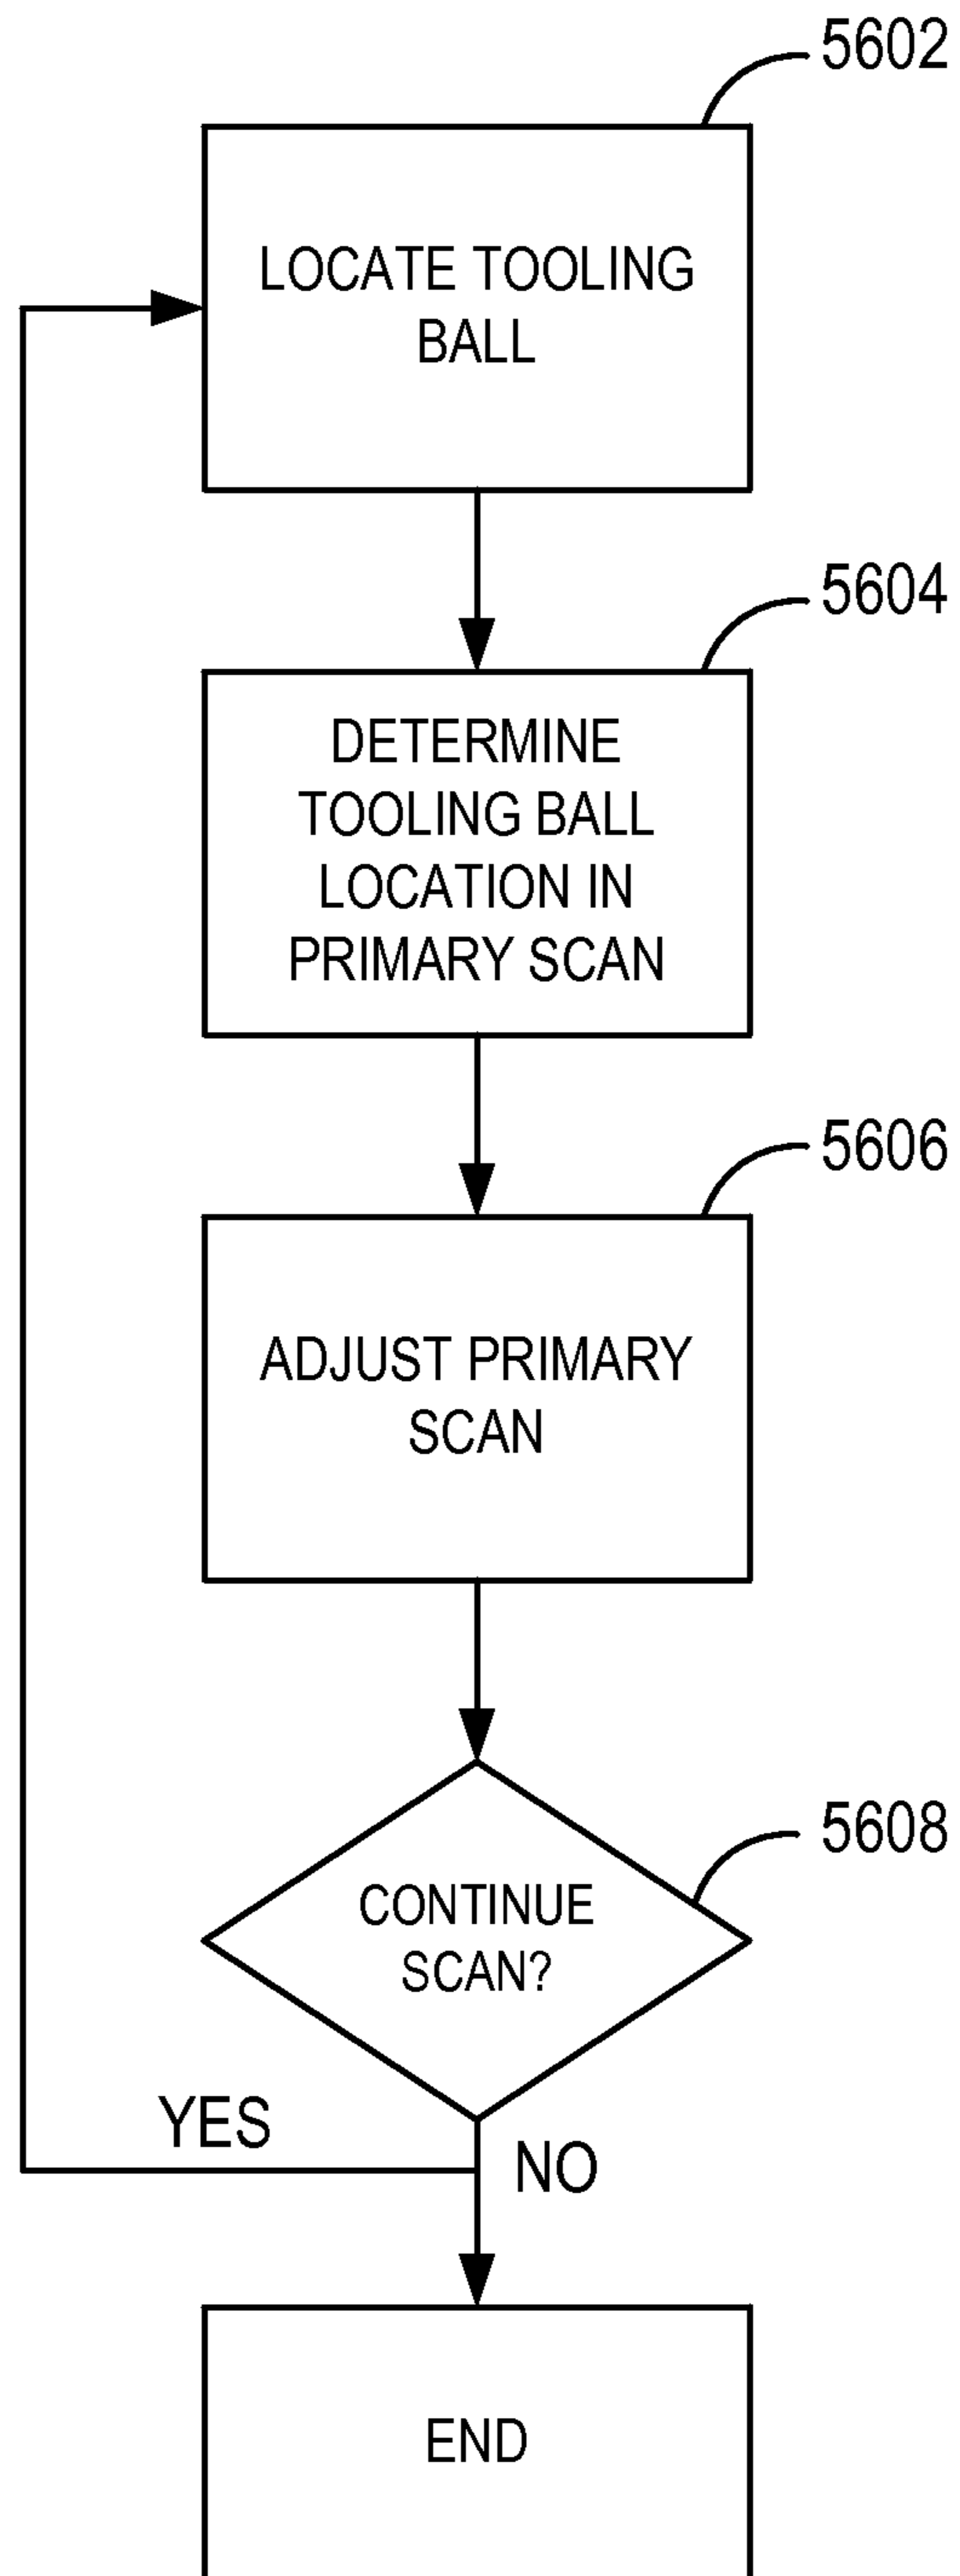 5602
LOCATE TOOLING
BALL
5604
DETERMINE
TOOLING BALL
LOCATION IN
PRIMARY SCAN
5606
ADJUST PRIMARY
SCAN
5608
CONTINUE
SCAN?
YES
NO
END